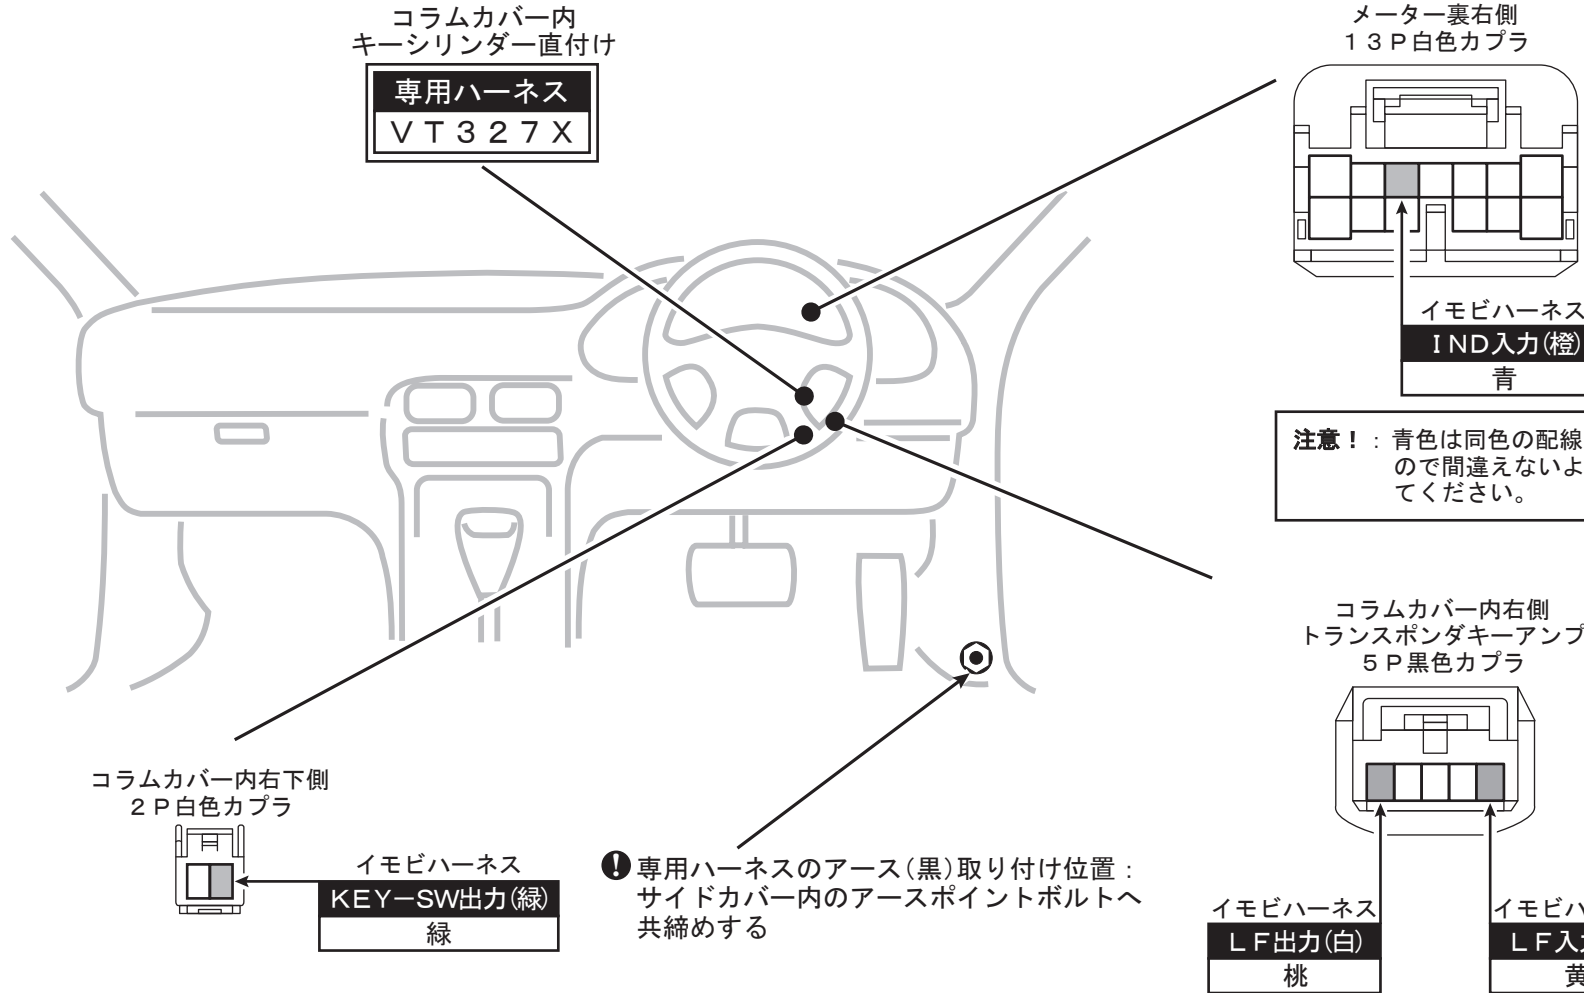 コラムカバー内
キーシリンダー直付け
専用ハーネス
ＶＴ３２７Ｘ
メーター裏右側
１３Ｐ白色カプラ
イモビハーネス
ＩＮＤ入力(橙)
青
注意！：青色は同色の配線
ので間違えないよ
てください。
コラムカバー内右側
トランスポンダキーアンプ
５Ｐ黒色カプラ
イモビハーネス
ＬＦ出力(白)
桃
イモビハ
ＬＦ入
黄
コラムカバー内右下側
２Ｐ白色カプラ
イモビハーネス
ＫＥＹ－ＳＷ出力(緑)
緑
専用ハーネスのアース(黒)取り付け位置：
サイドカバー内のアースポイントボルトへ
共締めする